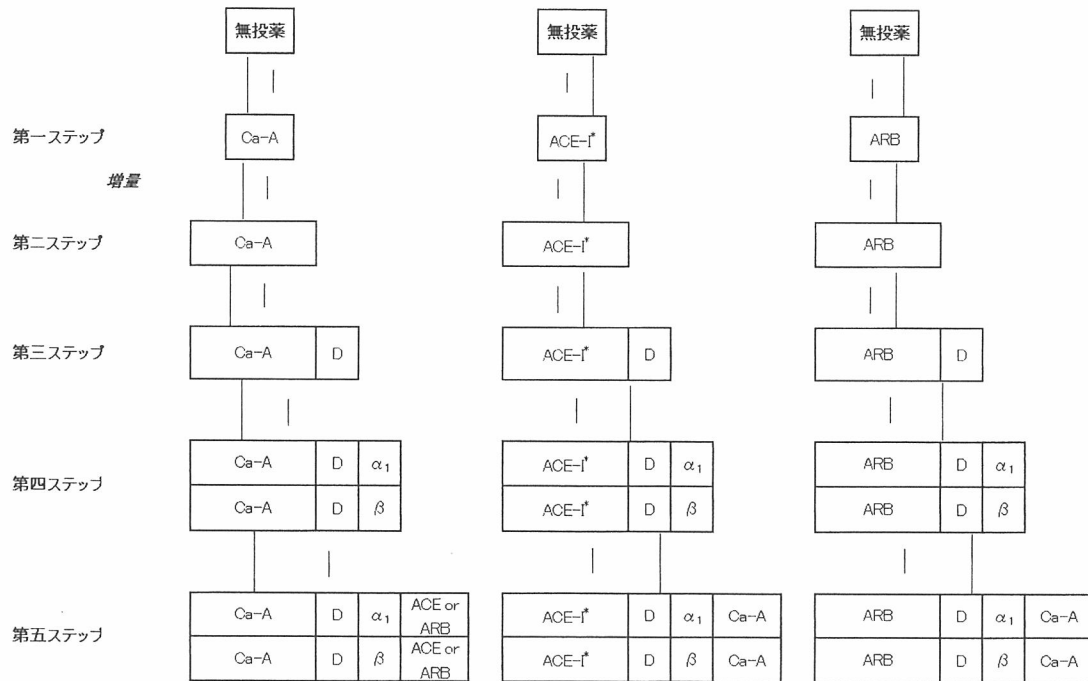 無投薬 無投薬 無投薬
第一ステップ Ca-A ACE-I* ARB
増量
第二ステップ Ca-A ACE-I* ARB
第三ステップ Ca-A D ACE-I* D ARB D
Ca-A D α₁ ACE-I* D α₁ ARB D α₁
第四ステップ
Ca-A D β ACE-I* D β ARB D β
Ca-A D α₁ ACE or ARB ACE-I* D α₁ Ca-A ARB D α₁ Ca-A
第五ステップ
Ca-A D β ACE or ARB ACE-I* D β Ca-A ARB D β Ca-A